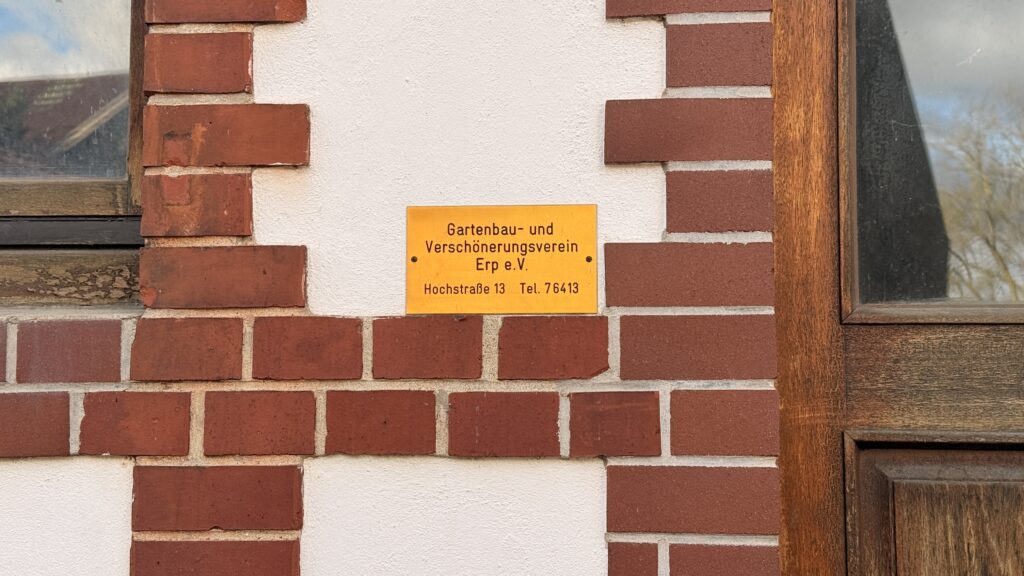 Gartenbau- und
Verschönerungsverein
Erp e.V.
Hochstraße 13 Tel. 76413